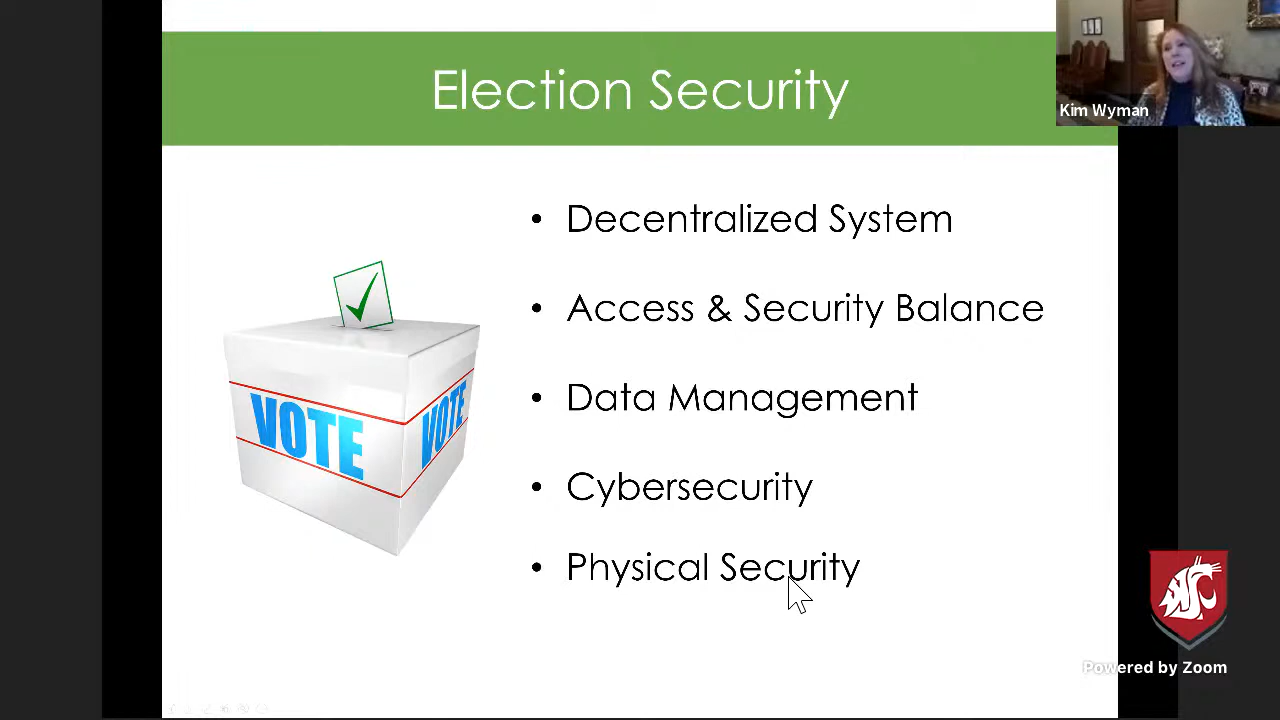 Election Security
Kim Wyman
• Decentralized System
• Access & Security Balance
• Data Management
• Cybersecurity
• Physical Security
VOTE
VOTE
Powered by Zoom